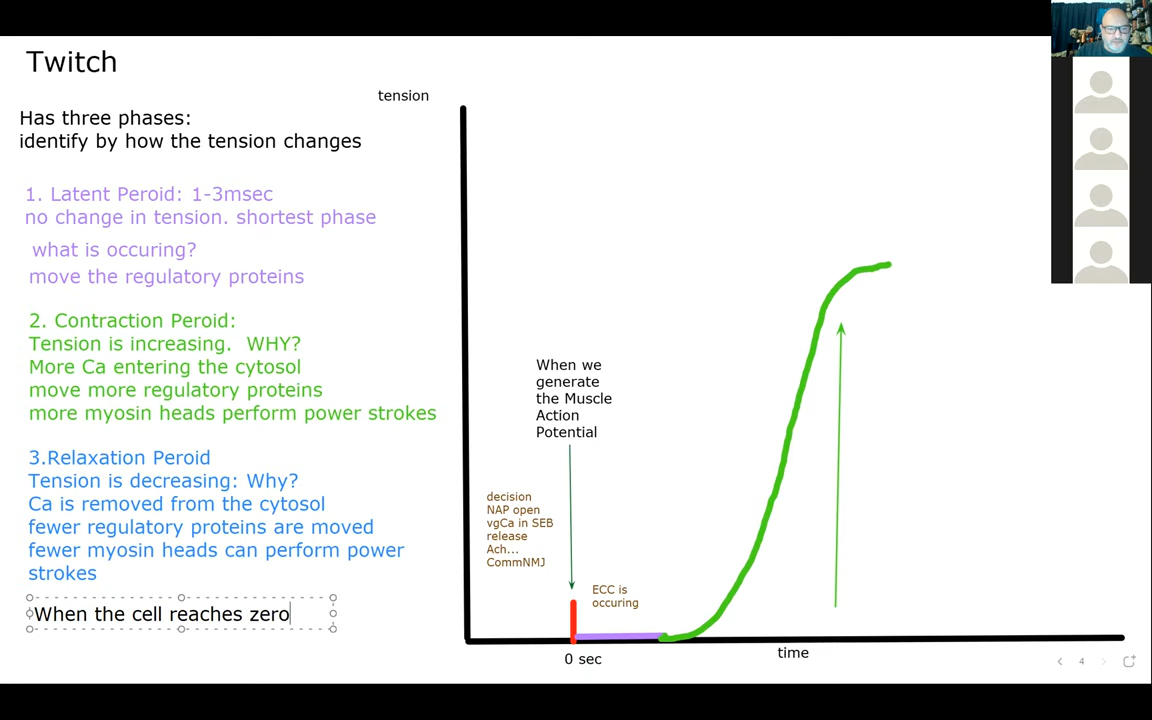 Twitch
Has three phases:
identify by how the tension changes
1. Latent Peroid: 1-3msec
no change in tension. shortest phase
what is occuring?
move the regulatory proteins
2. Contraction Peroid:
Tension is increasing.  WHY?
More Ca entering the cytosol
move more regulatory proteins
more myosin heads perform power strokes
3.Relaxation Peroid
Tension is decreasing: Why?
Ca is removed from the cytosol
fewer regulatory proteins are moved
fewer myosin heads can perform power
strokes
When the cell reaches zero
tension
When we
generate
the Muscle
Action
Potential
decision
NAP open
vgCa in SEB
release
Ach...
CommNMJ
ECC is
occuring
0 sec
time
4